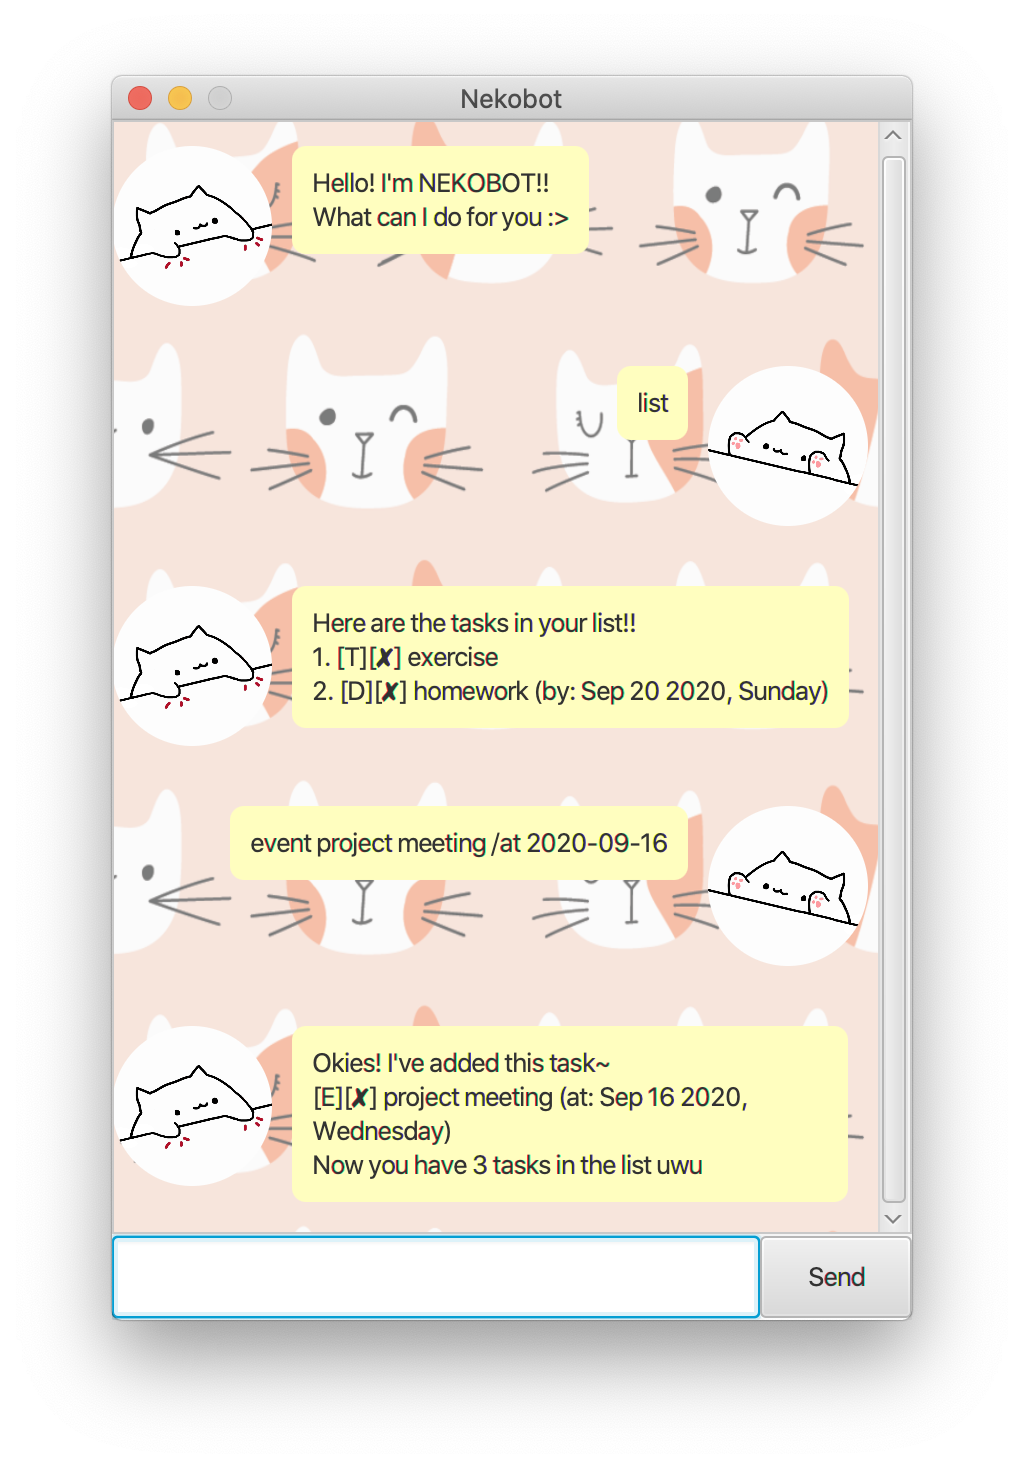 Nekobot
Hello! I'm NEKOBOT!!
What can I do for you :>
list
Here are the tasks in your list!!
1. [T][✘] exercise
2. [D][✘] homework (by: Sep 20 2020, Sunday)
event project meeting /at 2020-09-16
Okies! I've added this task~
[E][✘] project meeting (at: Sep 16 2020,
Wednesday)
Now you have 3 tasks in the list uwu
Send